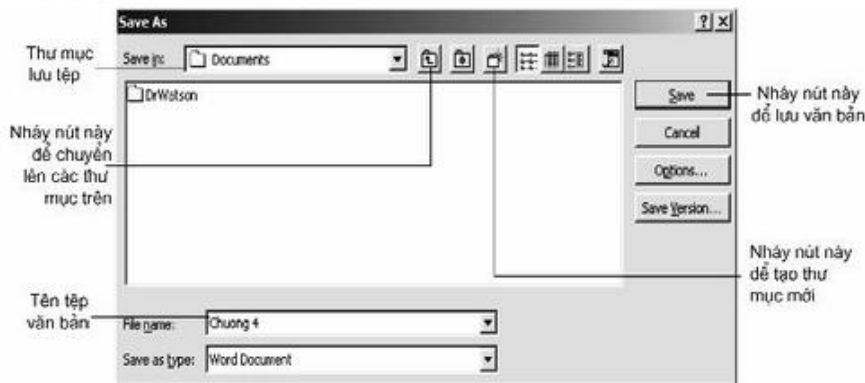 Save As
Thư mục
lưu tệp
Save in:
Documents
DrWatson
Nháy nút này
để chuyển
lên các thư
mục trên
Save
Nháy nút này
để lưu văn bản
Cancel
Options...
Save Version...
Nháy nút này
để tạo thư
mục mới
Tên tệp
văn bản
File name:
Chuong 4
Save as type:
Word Document